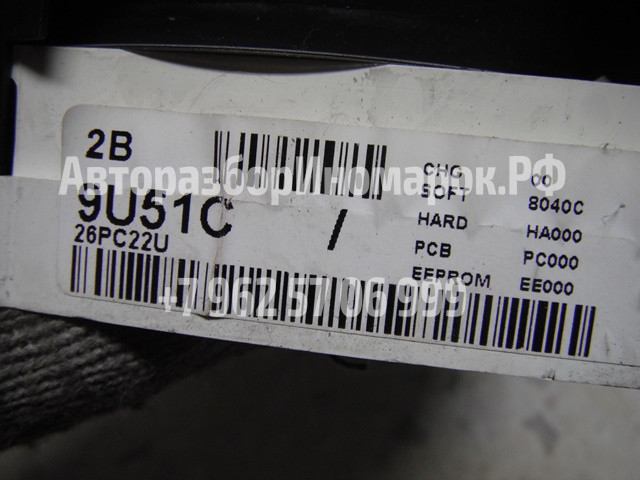 2B
CHG 00
АвторазборИномарок.РФ
SOFT 8040C
9U51C /
HARD HA000
26PC22U
PCB PC000
EEPROM EE000
+7 962 57 06 999